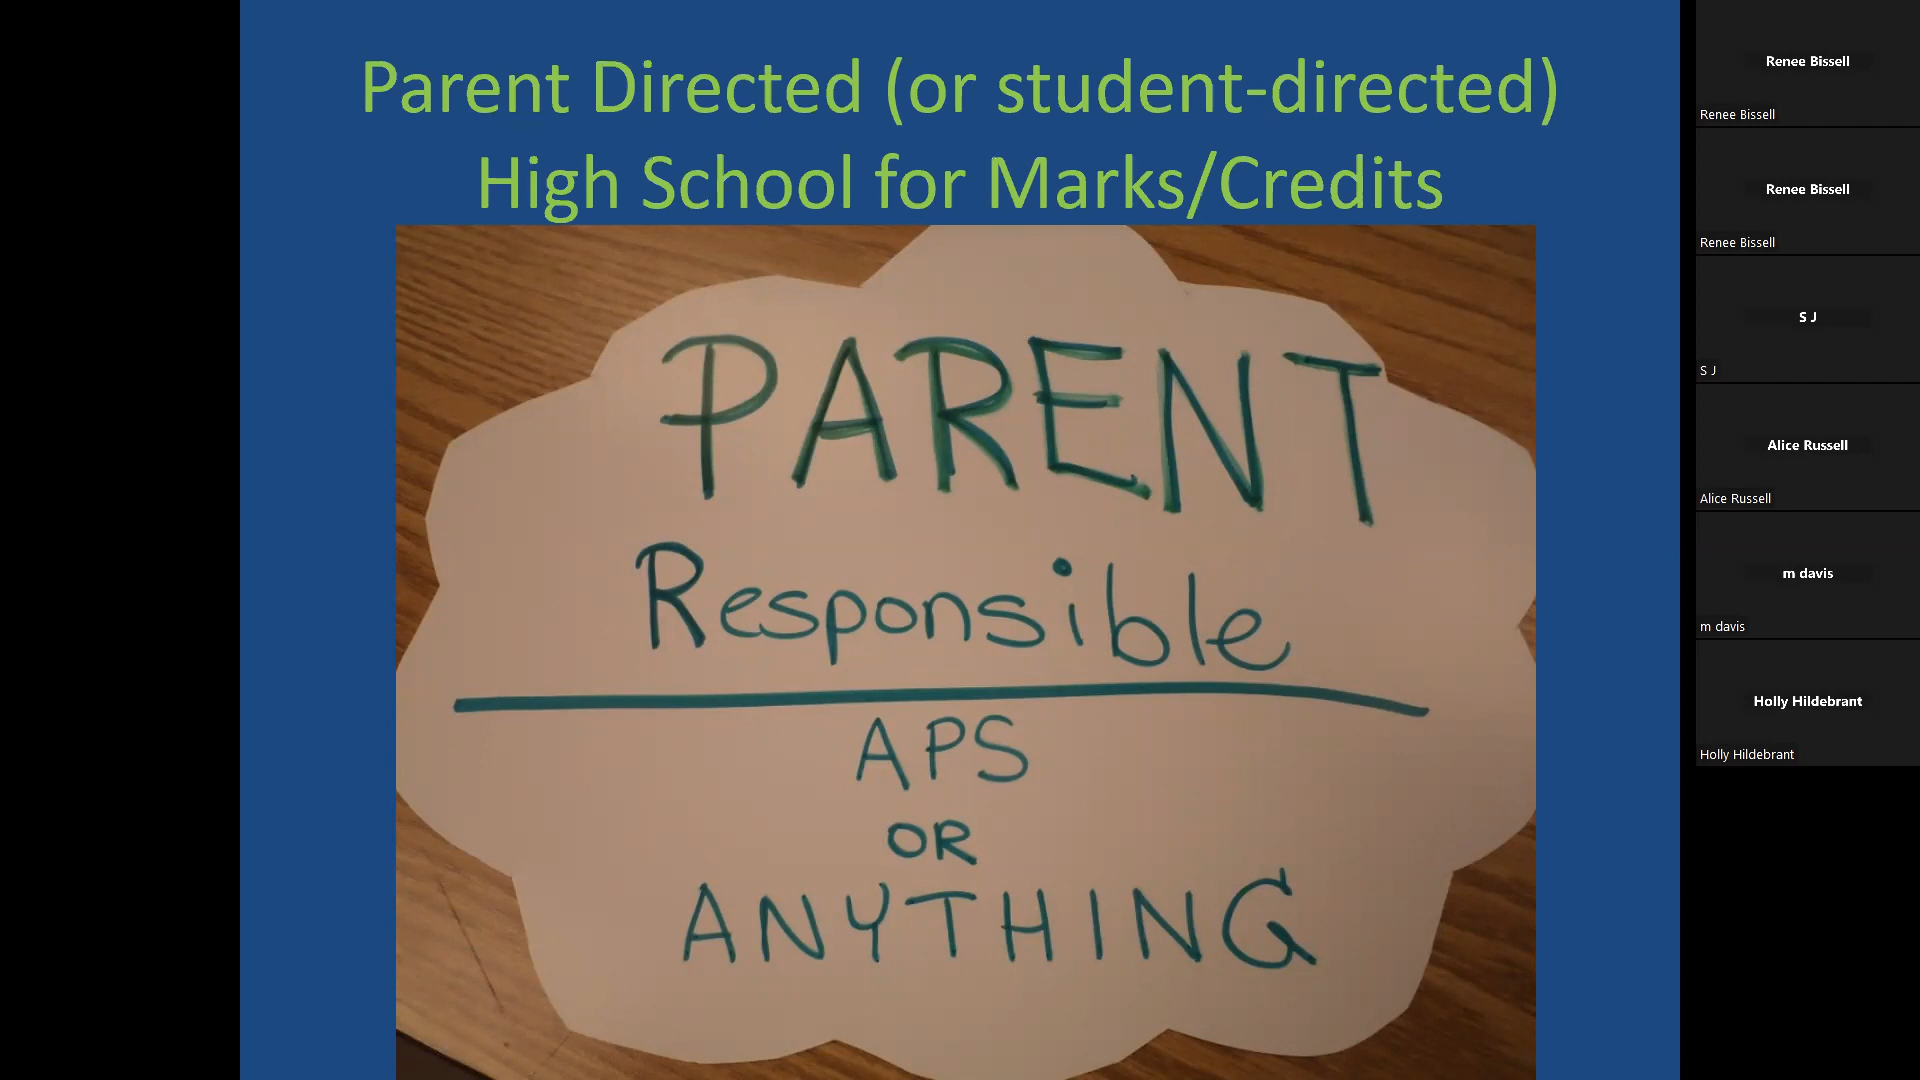 Parent Directed (or student-directed)
High School for Marks/Credits
PARENT
Responsible
APS
OR
ANYTHING
Renee Bissell
Renee Bissell
Renee Bissell
Renee Bissell
S J
S J
Alice Russell
Alice Russell
m davis
m davis
Holly Hildebrant
Holly Hildebrant